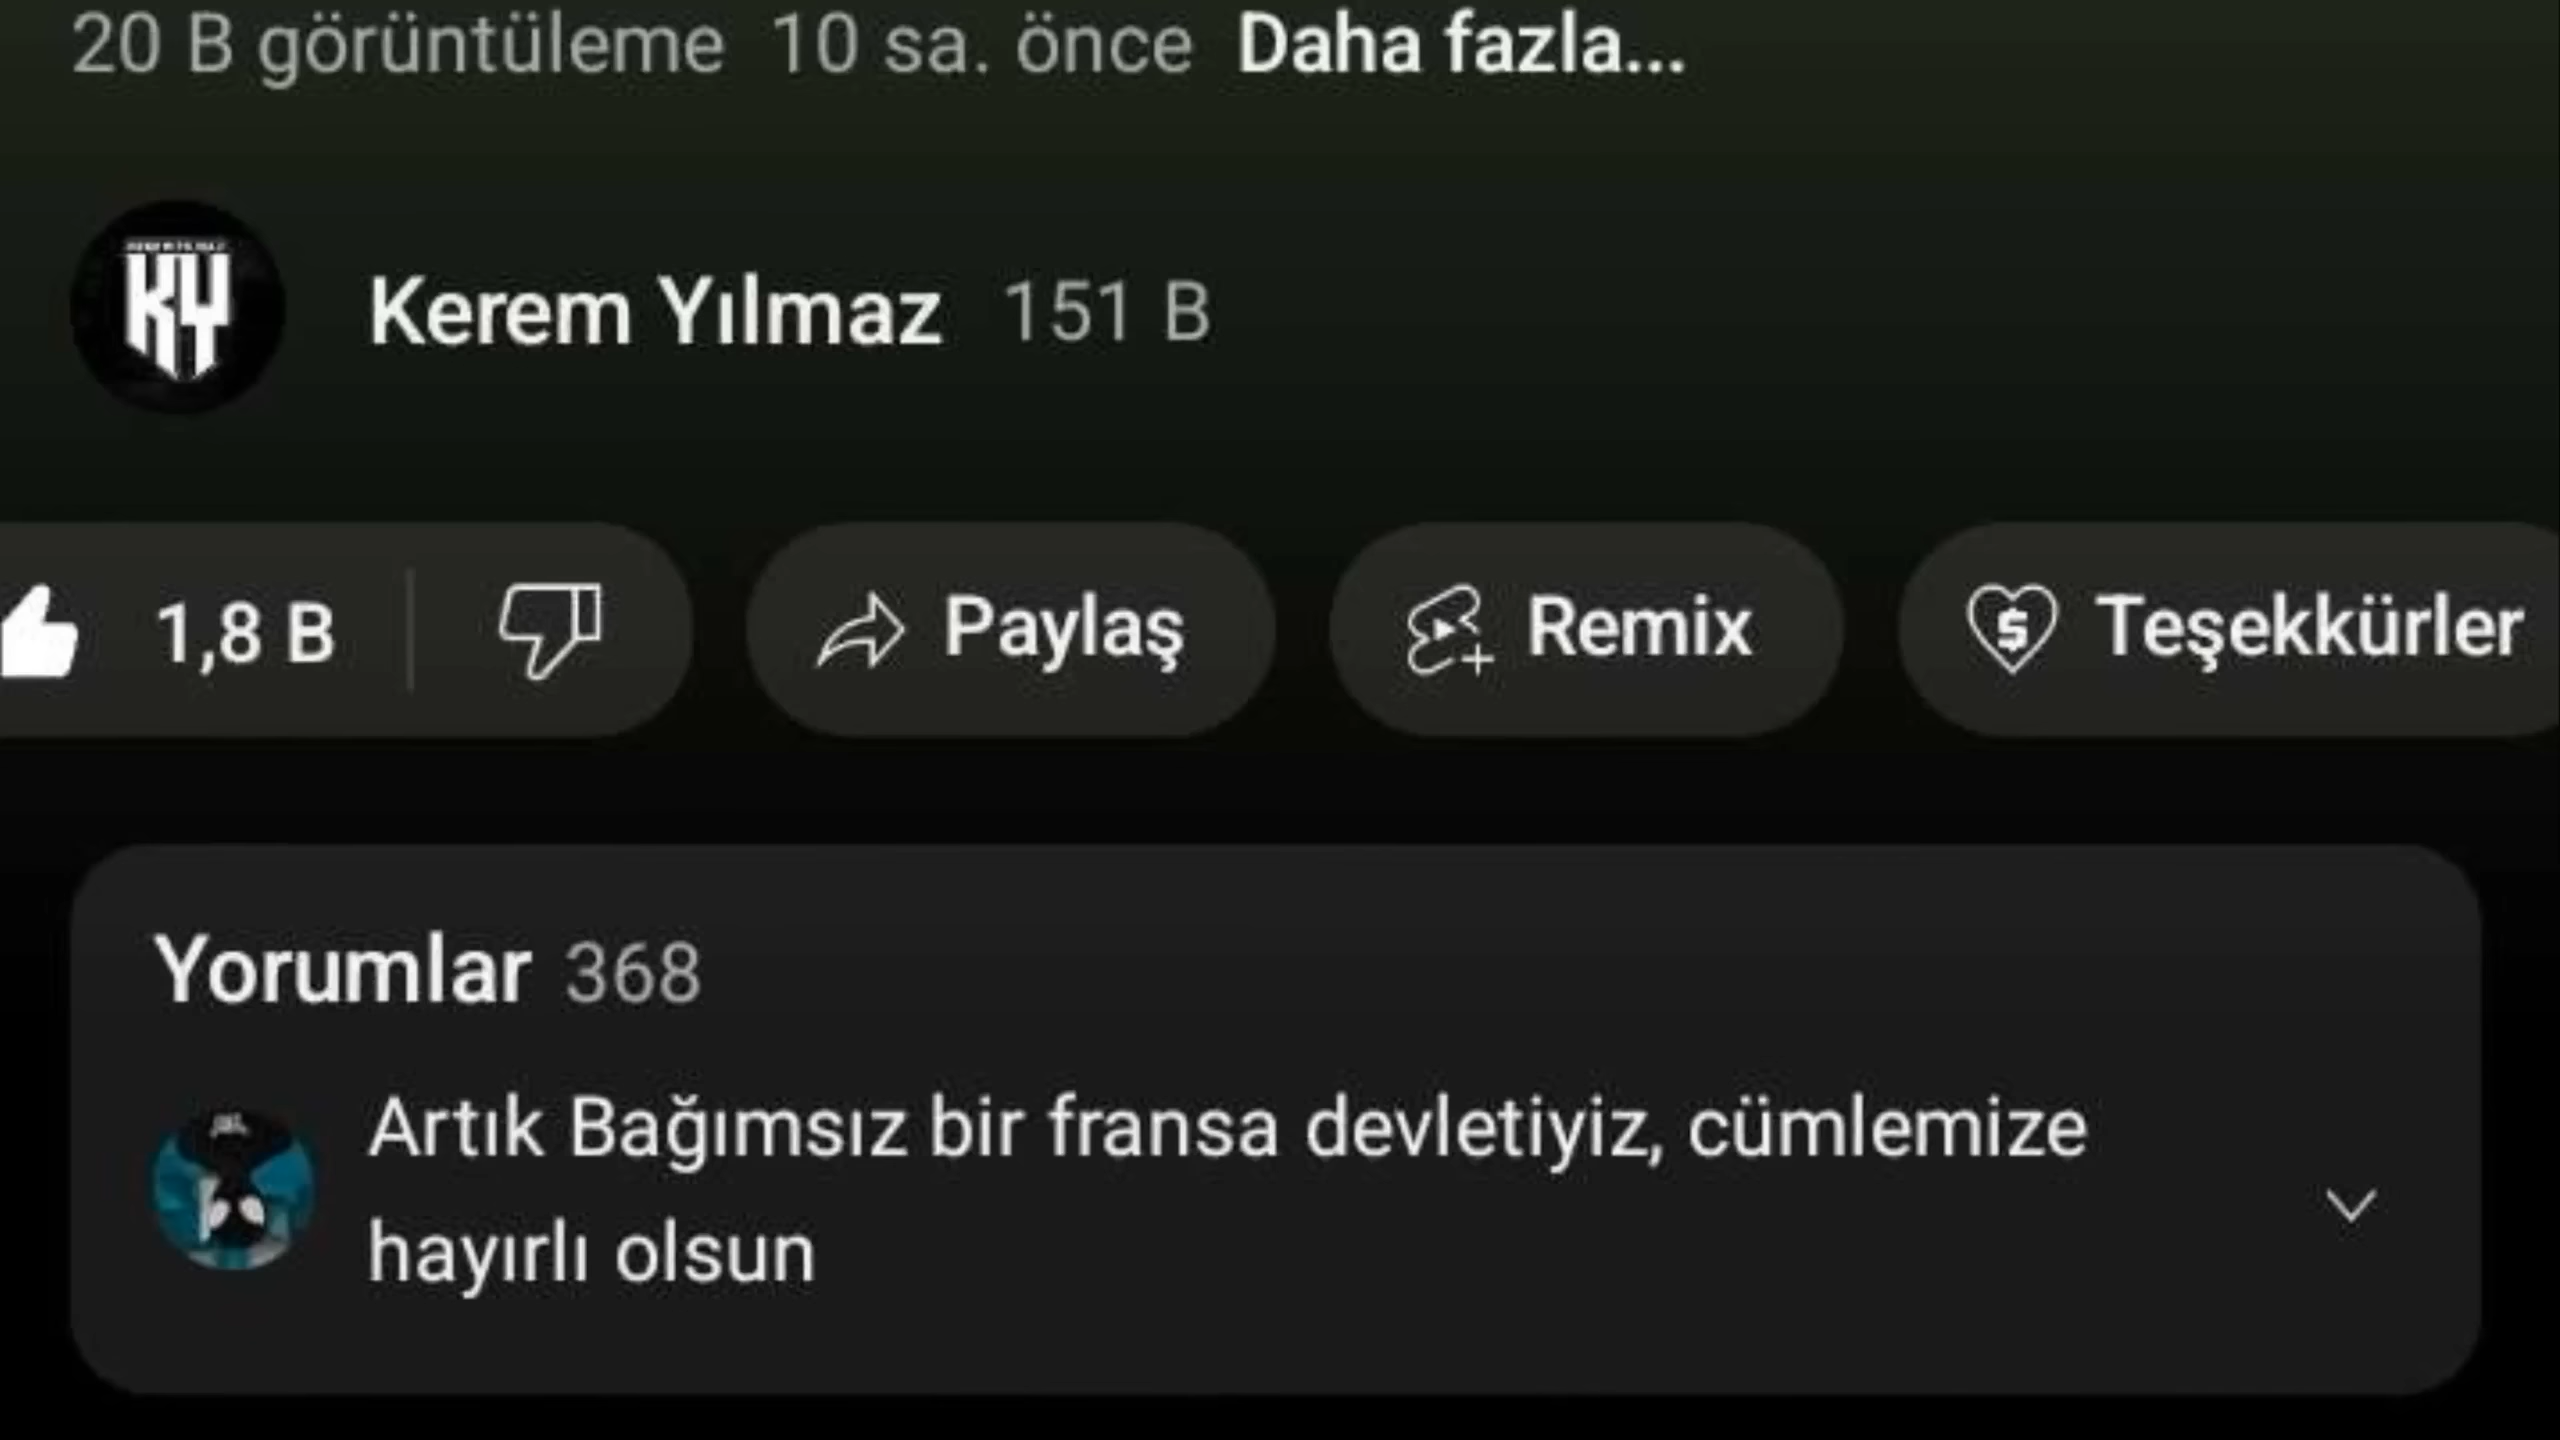 20 B görüntüleme 10 sa. önce Daha fazla...
KY
Kerem Yılmaz 151 B
1,8 B Paylaş Remix Teşekkürler
Yorumlar 368
Artık Bağımsız bir fransa devletiyiz, cümlemize
hayırlı olsun